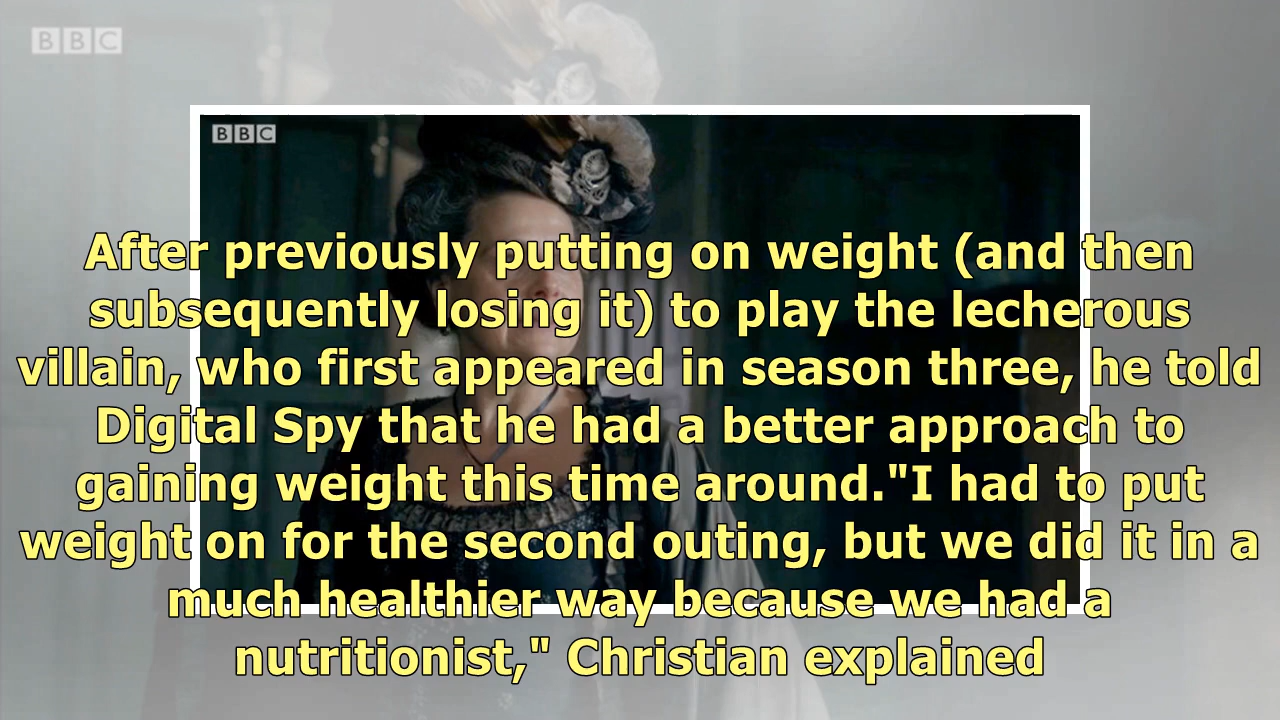 BBC
BBC
After previously putting on weight (and then
subsequently losing it) to play the lecherous
villain, who first appeared in season three, he told
Digital Spy that he had a better approach to
gaining weight this time around."I had to put
weight on for the second outing, but we did it in a
much healthier way because we had a
nutritionist," Christian explained